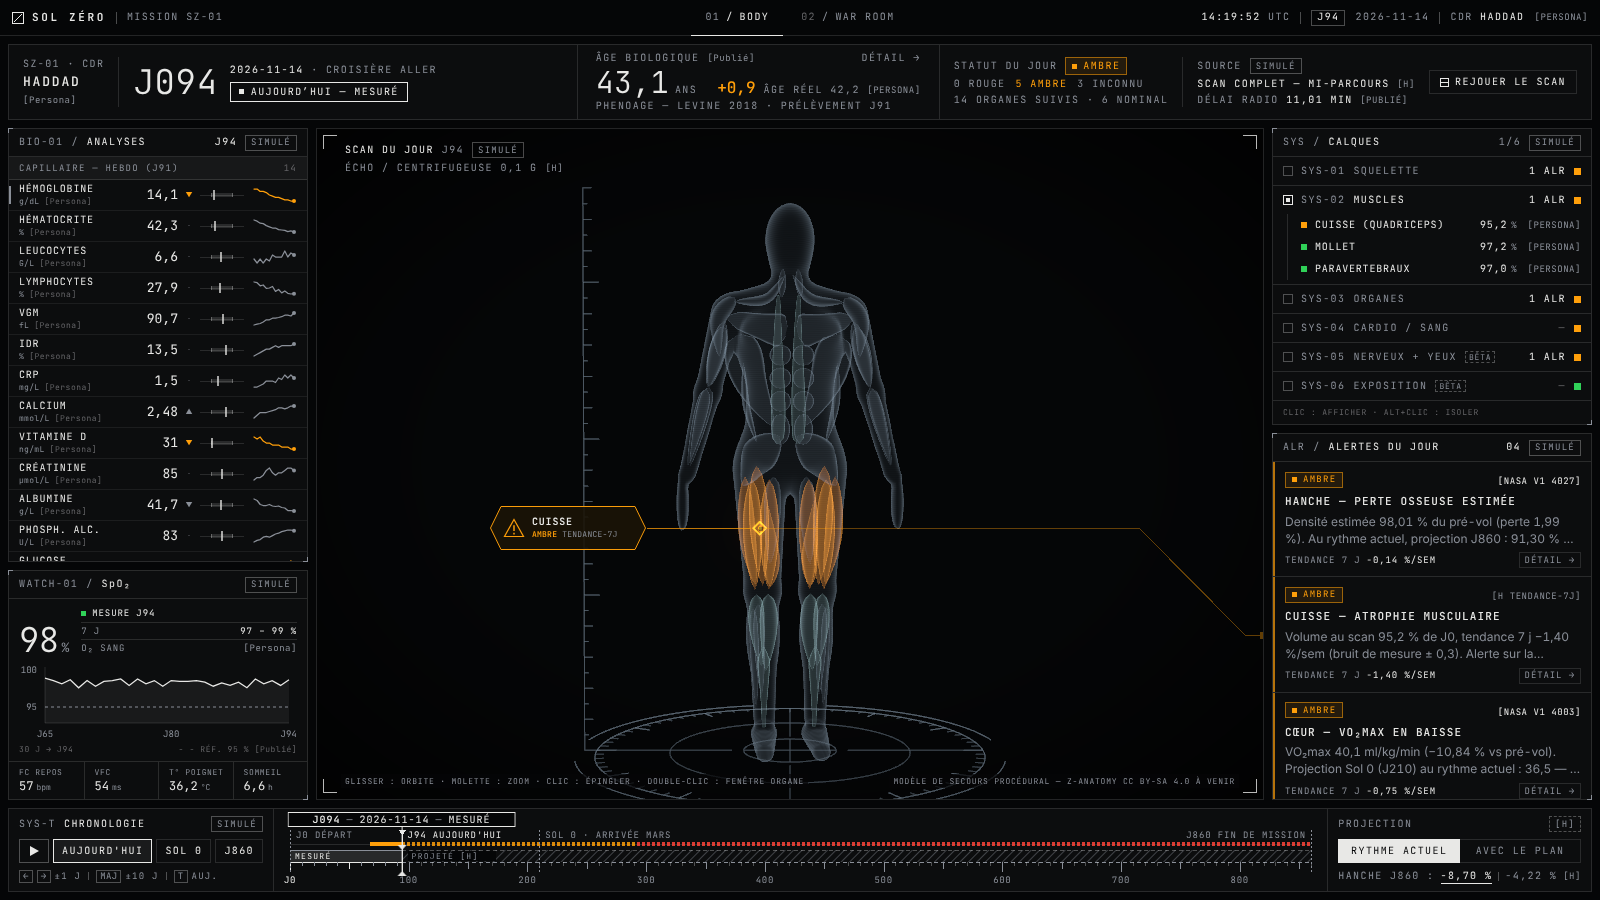 SOL ZÉRO | MISSION SZ-01
01 / BODY
02 / WAR ROOM
14:19:52 UTC | J94 2026-11-14 | CDR HADDAD [PERSONA]
SZ-01 · CDR
HADDAD
[Persona]
J094
2026-11-14 · CROISIÈRE ALLER
AUJOURD'HUI — MESURÉ
ÂGE BIOLOGIQUE [Publié]
DÉTAIL →
43,1 ANS
+0,9 ÂGE RÉEL 42,2 [PERSONA]
PHENOAGE — LEVINE 2018 · PRÉLÈVEMENT J91
STATUT DU JOUR AMBRE
0 ROUGE 5 AMBRE 3 INCONNU
14 ORGANES SUIVIS · 6 NOMINAL
SOURCE SIMULÉ
SCAN COMPLET — MI-PARCOURS [H]
DÉLAI RADIO 11,01 MIN [PUBLIÉ]
REJOUER LE SCAN
BIO-01 / ANALYSES
J94 SIMULÉ
CAPILLAIRE — HEBDO (J91)
14
HÉMOGLOBINE
g/dL [Persona]
14,1
HÉMATOCRITE
% [Persona]
42,3
LEUCOCYTES
G/L [Persona]
6,6
LYMPHOCYTES
% [Persona]
27,9
VGM
fL [Persona]
90,7
IDR
% [Persona]
13,5
CRP
mg/L [Persona]
1,5
CALCIUM
mmol/L [Persona]
2,48
VITAMINE D
ng/mL [Persona]
31
CRÉATININE
µmol/L [Persona]
85
ALBUMINE
g/L [Persona]
41,7
PHOSPH. ALC.
U/L [Persona]
83
GLUCOSE
WATCH-01 / SpO₂
SIMULÉ
98 %
MESURE J94
7 J
97 – 99 %
O₂ SANG
[Persona]
100
95
J65
J80
J94
30 J → J94
- - RÉF. 95 % [Publié]
FC REPOS
57 bpm
VFC
54 ms
T° POIGNET
36,2 °C
SOMMEIL
6,6 h
SCAN DU JOUR J94 SIMULÉ
ÉCHO / CENTRIFUGEUSE 0,1 G [H]
CUISSE
AMBRE TENDANCE-7J
GLISSER : ORBITE · MOLETTE : ZOOM · CLIC : ÉPINGLER · DOUBLE-CLIC : FENÊTRE ORGANE
MODÈLE DE SECOURS PROCÉDURAL — Z-ANATOMY CC BY-SA 4.0 À VENIR
SYS / CALQUES
1/6 SIMULÉ
SYS-01 SQUELETTE
1 ALR
SYS-02 MUSCLES
1 ALR
CUISSE (QUADRICEPS)
95,2 % [PERSONA]
MOLLET
97,2 % [PERSONA]
PARAVERTEBRAUX
97,0 % [PERSONA]
SYS-03 ORGANES
1 ALR
SYS-04 CARDIO / SANG
—
SYS-05 NERVEUX + YEUX BÊTA
1 ALR
SYS-06 EXPOSITION BÊTA
—
CLIC : AFFICHER · ALT+CLIC : ISOLER
ALR / ALERTES DU JOUR
04 SIMULÉ
AMBRE
[NASA V1 4027]
HANCHE — PERTE OSSEUSE ESTIMÉE
Densité estimée 98,01 % du pré-vol (perte 1,99
%). Au rythme actuel, projection J860 : 91,30 % …
TENDANCE 7 J -0,14 %/SEM
DÉTAIL →
AMBRE
[H TENDANCE-7J]
CUISSE — ATROPHIE MUSCULAIRE
Volume au scan 95,2 % de J0, tendance 7 j −1,40
%/sem (bruit de mesure ± 0,3). Alerte sur la…
TENDANCE 7 J -1,40 %/SEM
DÉTAIL →
AMBRE
[NASA V1 4003]
CŒUR — VO₂MAX EN BAISSE
VO₂max 40,1 ml/kg/min (−10,84 % vs pré-vol).
Projection Sol 0 (J210) au rythme actuel : 36,5 — …
TENDANCE 7 J -0,75 %/SEM
DÉTAIL →
SYS-T CHRONOLOGIE
SIMULÉ
AUJOURD'HUI
SOL 0
J860
← → ±1 J | MAJ ±10 J | T AUJ.
J094 — 2026-11-14 — MESURÉ
J0 DÉPART
J94 AUJOURD'HUI
SOL 0 · ARRIVÉE MARS
J860 FIN DE MISSION
MESURÉ
PROJETÉ [H]
J0
100
200
300
400
500
600
700
800
PROJECTION
[H]
RYTHME ACTUEL
AVEC LE PLAN
HANCHE J860 : -8,70 % | -4,22 % [H]